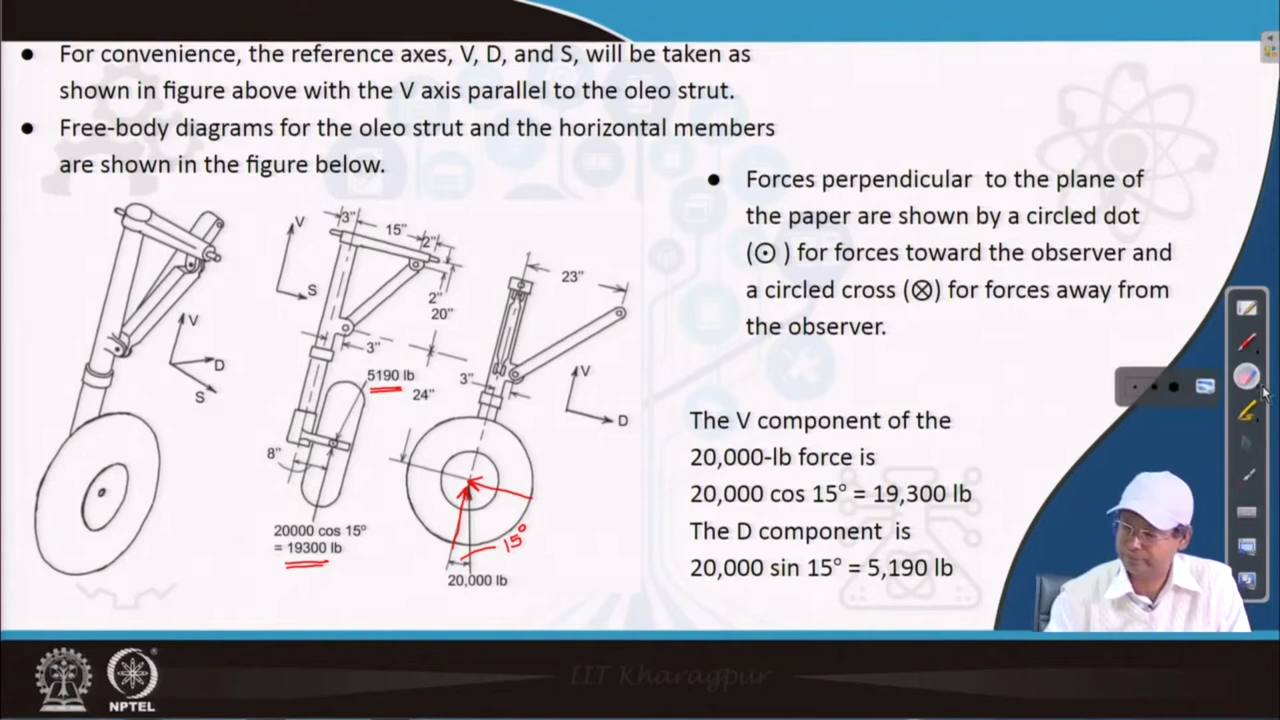 ● For convenience, the reference axes, V, D, and S, will be taken as
shown in figure above with the V axis parallel to the oleo strut.
● Free-body diagrams for the oleo strut and the horizontal members
are shown in the figure below.
● Forces perpendicular to the plane of
the paper are shown by a circled dot
(⊙ ) for forces toward the observer and
a circled cross (⊗) for forces away from
the observer.
V
D
S
V
S
3"
15"
2"
2"
20"
3"
5190 lb
24"
8"
20000 cos 15º
= 19300 lb
23"
3"
V
D
15°
20,000 lb
The V component of the
20,000-lb force is
20,000 cos 15° = 19,300 lb
The D component is
20,000 sin 15° = 5,190 lb
IIT Kharagpur
NPTEL
®